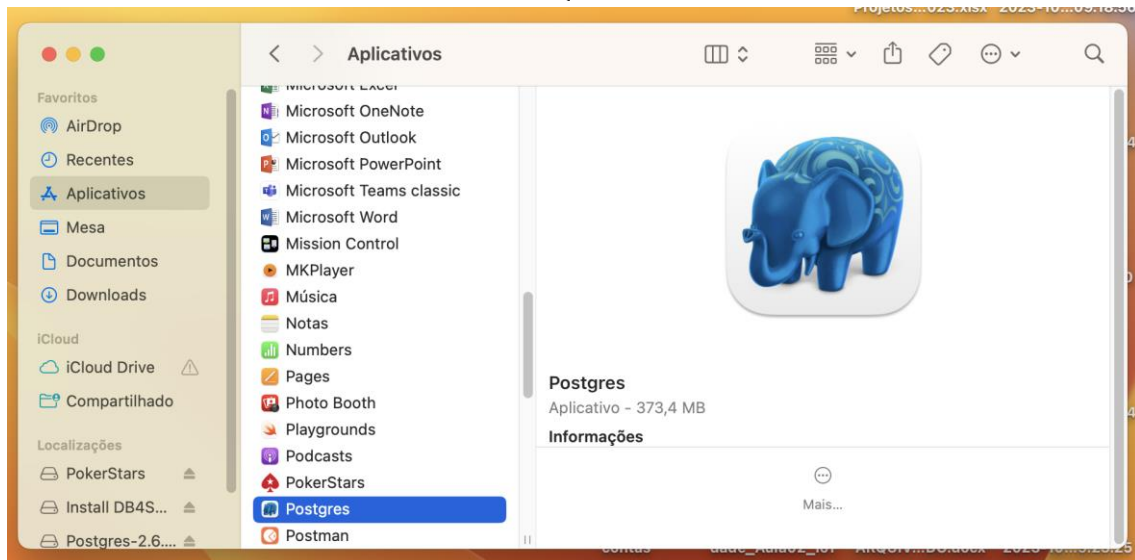 Aplicativos
Favoritos
AirDrop
Recentes
Aplicativos
Mesa
Documentos
Downloads
iCloud
iCloud Drive
Compartilhado
Localizações
PokerStars
Install DB4S...
Postgres-2.6....
Microsoft Excel
Microsoft OneNote
Microsoft Outlook
Microsoft PowerPoint
Microsoft Teams classic
Microsoft Word
Mission Control
MKPlayer
Música
Notas
Numbers
Pages
Photo Booth
Playgrounds
Podcasts
PokerStars
Postgres
Postman
Postgres
Aplicativo - 373,4 MB
Informações
Mais...